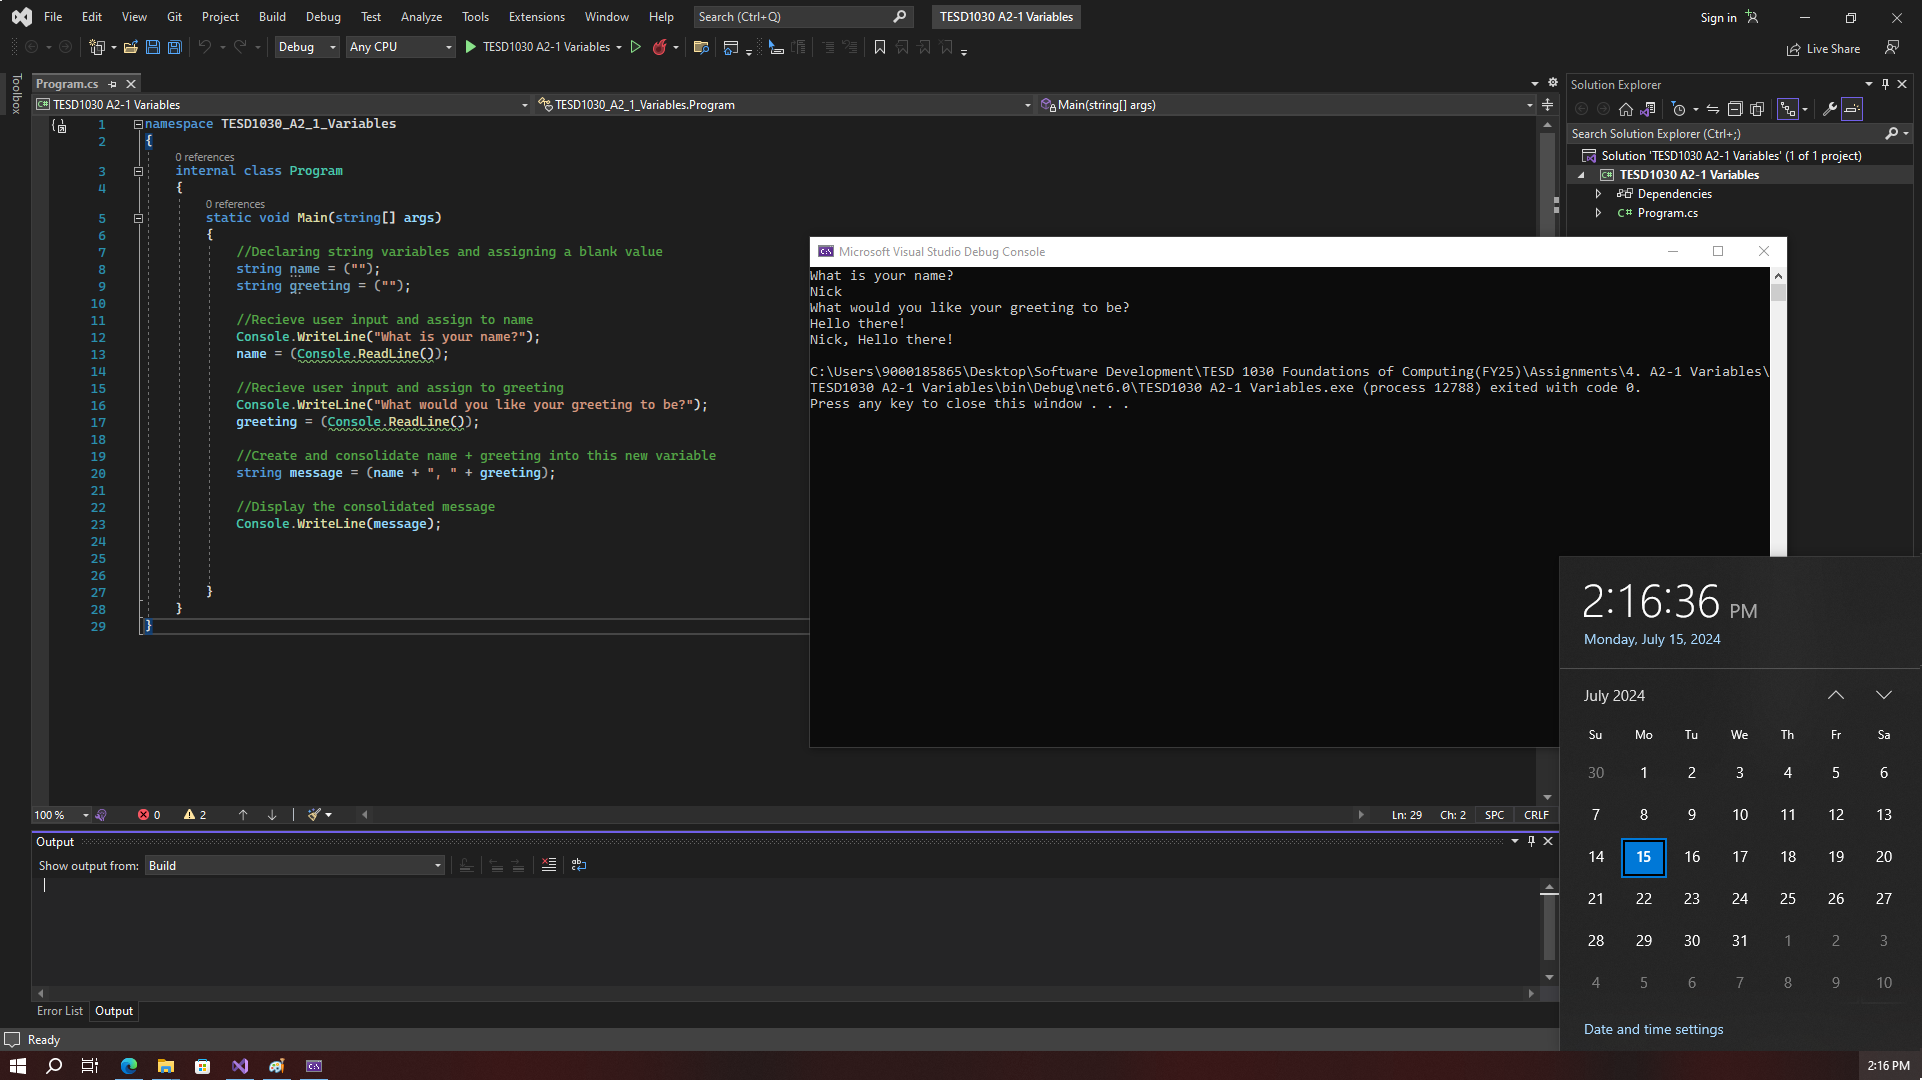 File Edit View Git Project Build Debug Test Analyze Tools Extensions Window Help Search (Ctrl+Q) TESD1030 A2-1 Variables Sign in
Debug Any CPU TESD1030 A2-1 Variables Live Share
Toolbox
Program.cs
TESD1030 A2-1 Variables TESD1030_A2_1_Variables.Program Main(string[] args)
1 namespace TESD1030_A2_1_Variables
2 {
0 references
3 internal class Program
4 {
0 references
5 static void Main(string[] args)
6 {
7 //Declaring string variables and assigning a blank value
8 string name = ("");
9 string greeting = ("");
10
11 //Recieve user input and assign to name
12 Console.WriteLine("What is your name?");
13 name = (Console.ReadLine());
14
15 //Recieve user input and assign to greeting
16 Console.WriteLine("What would you like your greeting to be?");
17 greeting = (Console.ReadLine());
18
19 //Create and consolidate name + greeting into this new variable
20 string message = (name + ", " + greeting);
21
22 //Display the consolidated message
23 Console.WriteLine(message);
24
25
26
27 }
28 }
29 }
Microsoft Visual Studio Debug Console
What is your name?
Nick
What would you like your greeting to be?
Hello there!
Nick, Hello there!
C:\Users\9000185865\Desktop\Software Development\TESD 1030 Foundations of Computing(FY25)\Assignments\4. A2-1 Variables\
TESD1030 A2-1 Variables\bin\Debug\net6.0\TESD1030 A2-1 Variables.exe (process 12788) exited with code 0.
Press any key to close this window . . .
Solution Explorer
Search Solution Explorer (Ctrl+;)
Solution 'TESD1030 A2-1 Variables' (1 of 1 project)
TESD1030 A2-1 Variables
Dependencies
C# Program.cs
100 % 0 2 Ln: 29 Ch: 2 SPC CRLF
Output
Show output from: Build
Error List Output
Ready
2:16:36 PM
Monday, July 15, 2024
July 2024
Su Mo Tu We Th Fr Sa
30 1 2 3 4 5 6
7 8 9 10 11 12 13
14 15 16 17 18 19 20
21 22 23 24 25 26 27
28 29 30 31 1 2 3
4 5 6 7 8 9 10
Date and time settings
2:16 PM